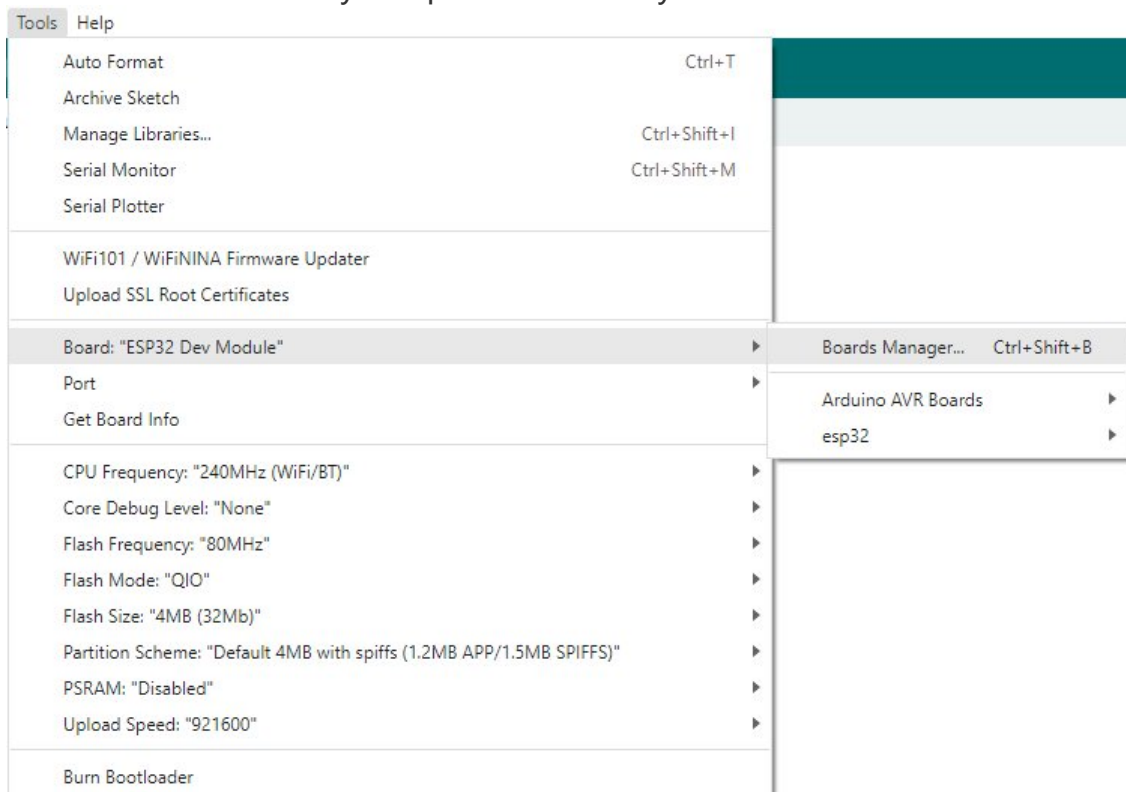 Tools Help
Auto Format Ctrl+T
Archive Sketch
Manage Libraries... Ctrl+Shift+I
Serial Monitor Ctrl+Shift+M
Serial Plotter
WiFi101 / WiFiNINA Firmware Updater
Upload SSL Root Certificates
Board: "ESP32 Dev Module"
Boards Manager... Ctrl+Shift+B
Arduino AVR Boards
esp32
Port
Get Board Info
CPU Frequency: "240MHz (WiFi/BT)"
Core Debug Level: "None"
Flash Frequency: "80MHz"
Flash Mode: "QIO"
Flash Size: "4MB (32Mb)"
Partition Scheme: "Default 4MB with spiffs (1.2MB APP/1.5MB SPIFFS)"
PSRAM: "Disabled"
Upload Speed: "921600"
Burn Bootloader